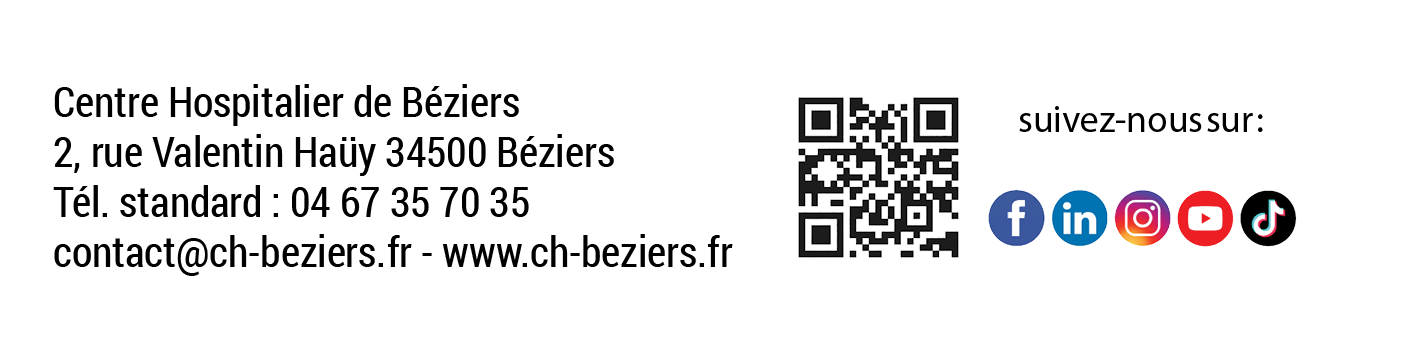 Centre Hospitalier de Béziers
2, rue Valentin Haüy 34500 Béziers
Tél. standard : 04 67 35 70 35
contact@ch-beziers.fr - www.ch-beziers.fr
suivez-nous sur :